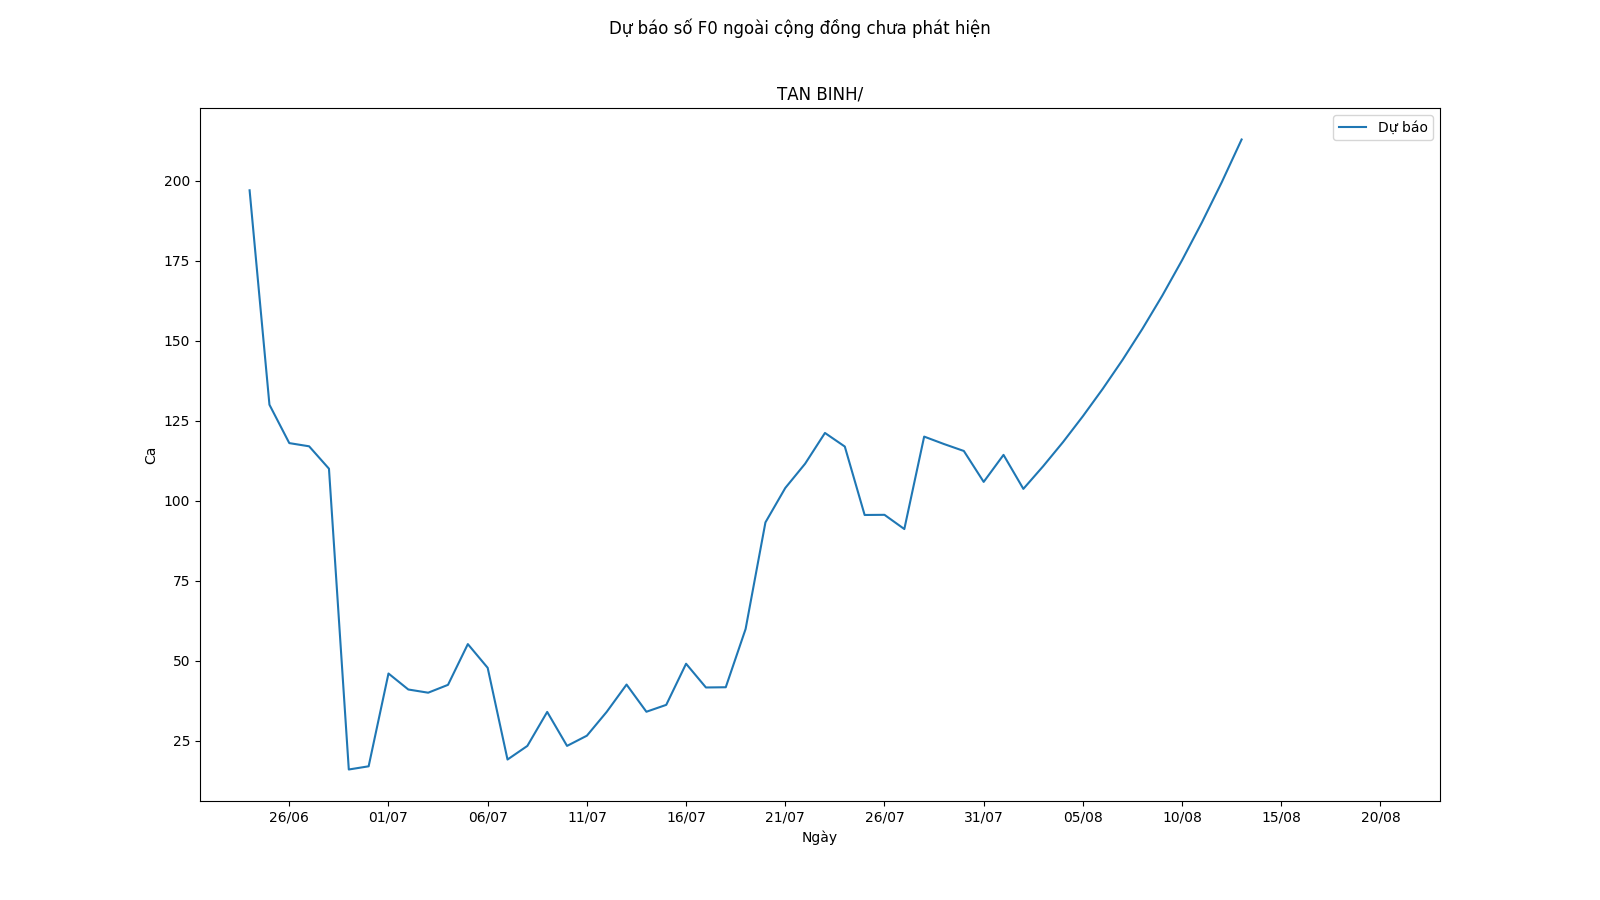 Dự báo số F0 ngoài cộng đồng chưa phát hiện
TAN BINH/
Dự báo
200
175
150
125
100
75
50
25
Ca
26/06 01/07 06/07 11/07 16/07 21/07 26/07 31/07 05/08 10/08 15/08 20/08
Ngày